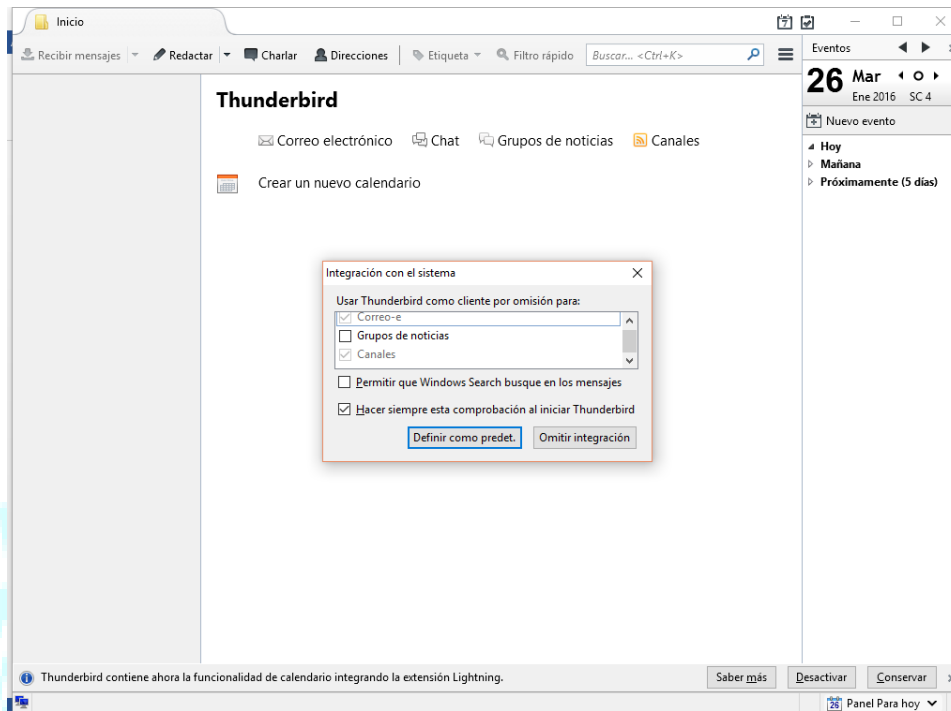 Inicio
7
Recibir mensajes Redactar Charlar Direcciones Etiqueta Filtro rápido Buscar... <Ctrl+K>
Eventos
26 Mar
Ene 2016 SC 4
Nuevo evento
Hoy
Mañana
Próximamente (5 días)
Thunderbird
Correo electrónico Chat Grupos de noticias Canales
Crear un nuevo calendario
Integración con el sistema
Usar Thunderbird como cliente por omisión para:
Correo-e
Grupos de noticias
Canales
Permitir que Windows Search busque en los mensajes
Hacer siempre esta comprobación al iniciar Thunderbird
Definir como predet. Omitir integración
Thunderbird contiene ahora la funcionalidad de calendario integrando la extensión Lightning. Saber más Desactivar Conservar
26 Panel Para hoy